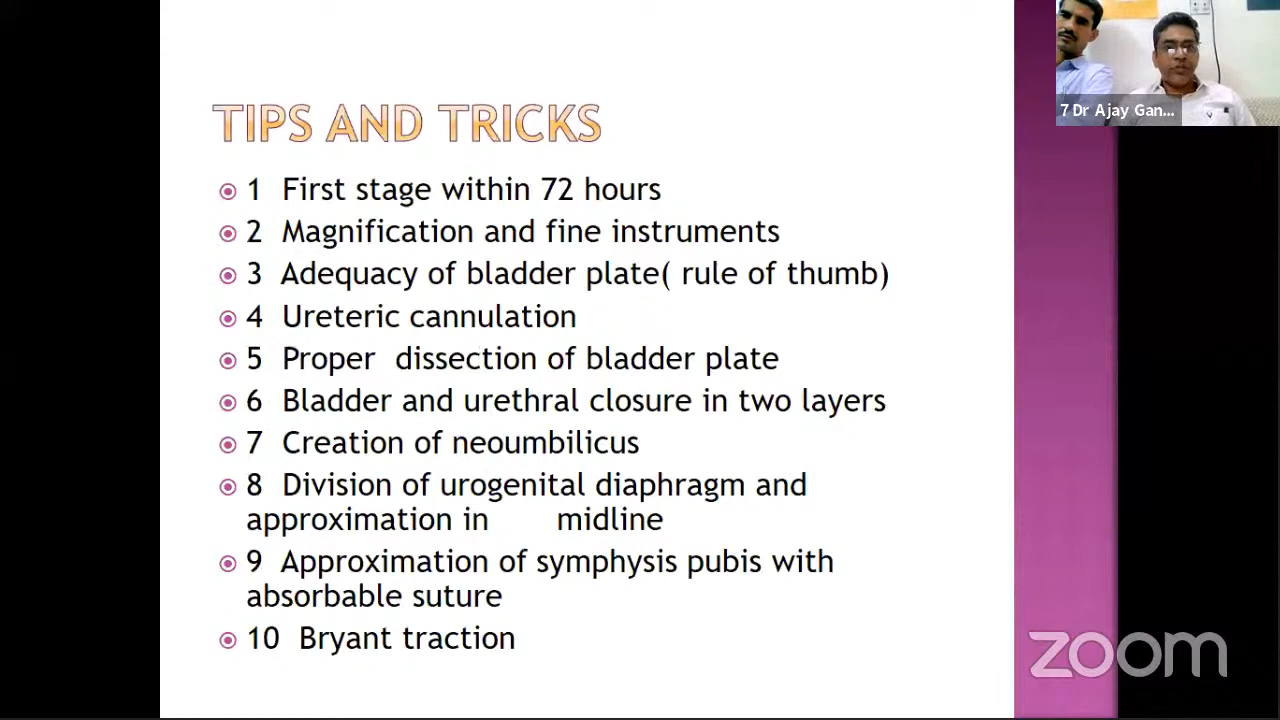 TIPS AND TRICKS
1 First stage within 72 hours
2 Magnification and fine instruments
3 Adequacy of bladder plate( rule of thumb)
4 Ureteric cannulation
5 Proper dissection of bladder plate
6 Bladder and urethral closure in two layers
7 Creation of neoumbilicus
8 Division of urogenital diaphragm and
approximation in midline
9 Approximation of symphysis pubis with
absorbable suture
10 Bryant traction
7 Dr Ajay Gan...
zoom